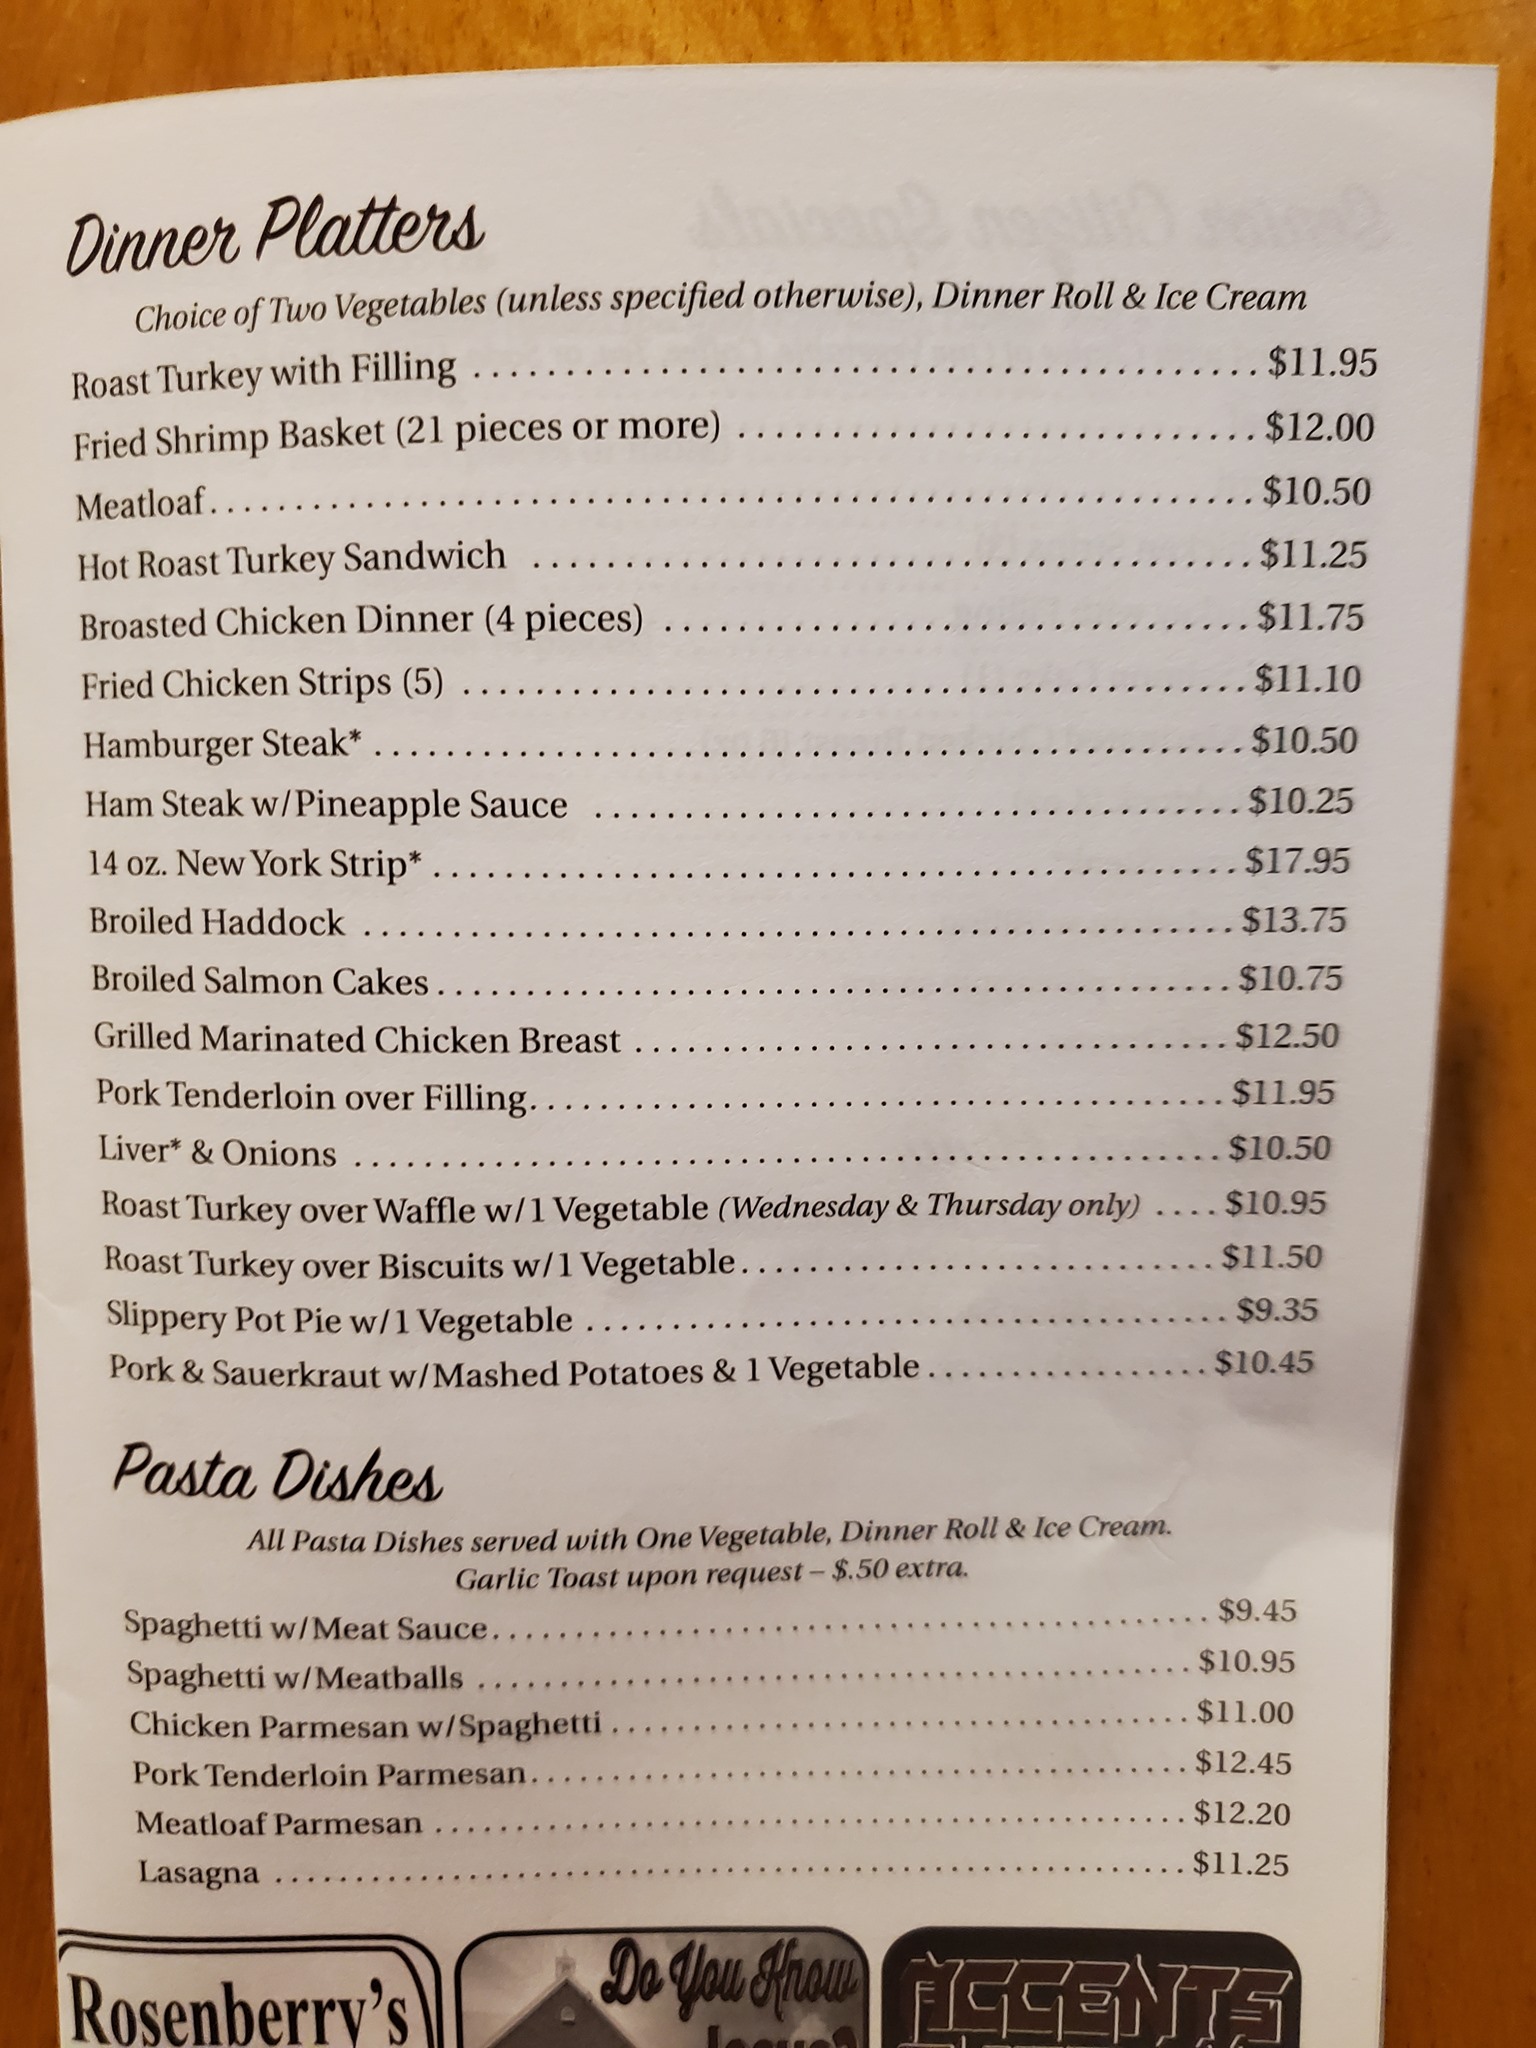 Dinner Platters
Choice of Two Vegetables (unless specified otherwise), Dinner Roll & Ice Cream
Roast Turkey with Filling $11.95
Fried Shrimp Basket (21 pieces or more) $12.00
Meatloaf $10.50
Hot Roast Turkey Sandwich $11.25
Broasted Chicken Dinner (4 pieces) $11.75
Fried Chicken Strips (5) $11.10
Hamburger Steak* $10.50
Ham Steak w/Pineapple Sauce $10.25
14 oz. New York Strip* $17.95
Broiled Haddock $13.75
Broiled Salmon Cakes $10.75
Grilled Marinated Chicken Breast $12.50
Pork Tenderloin over Filling $11.95
Liver* & Onions $10.50
Roast Turkey over Waffle w/1 Vegetable (Wednesday & Thursday only) $10.95
Roast Turkey over Biscuits w/1 Vegetable $11.50
Slippery Pot Pie w/1 Vegetable $9.35
Pork & Sauerkraut w/Mashed Potatoes & 1 Vegetable $10.45
Pasta Dishes
All Pasta Dishes served with One Vegetable, Dinner Roll & Ice Cream.
Garlic Toast upon request – $.50 extra.
Spaghetti w/Meat Sauce $9.45
Spaghetti w/Meatballs $10.95
Chicken Parmesan w/Spaghetti $11.00
Pork Tenderloin Parmesan $12.45
Meatloaf Parmesan $12.20
Lasagna $11.25
Rosenberry's
Do You Know
Jesus?
ACCENTS